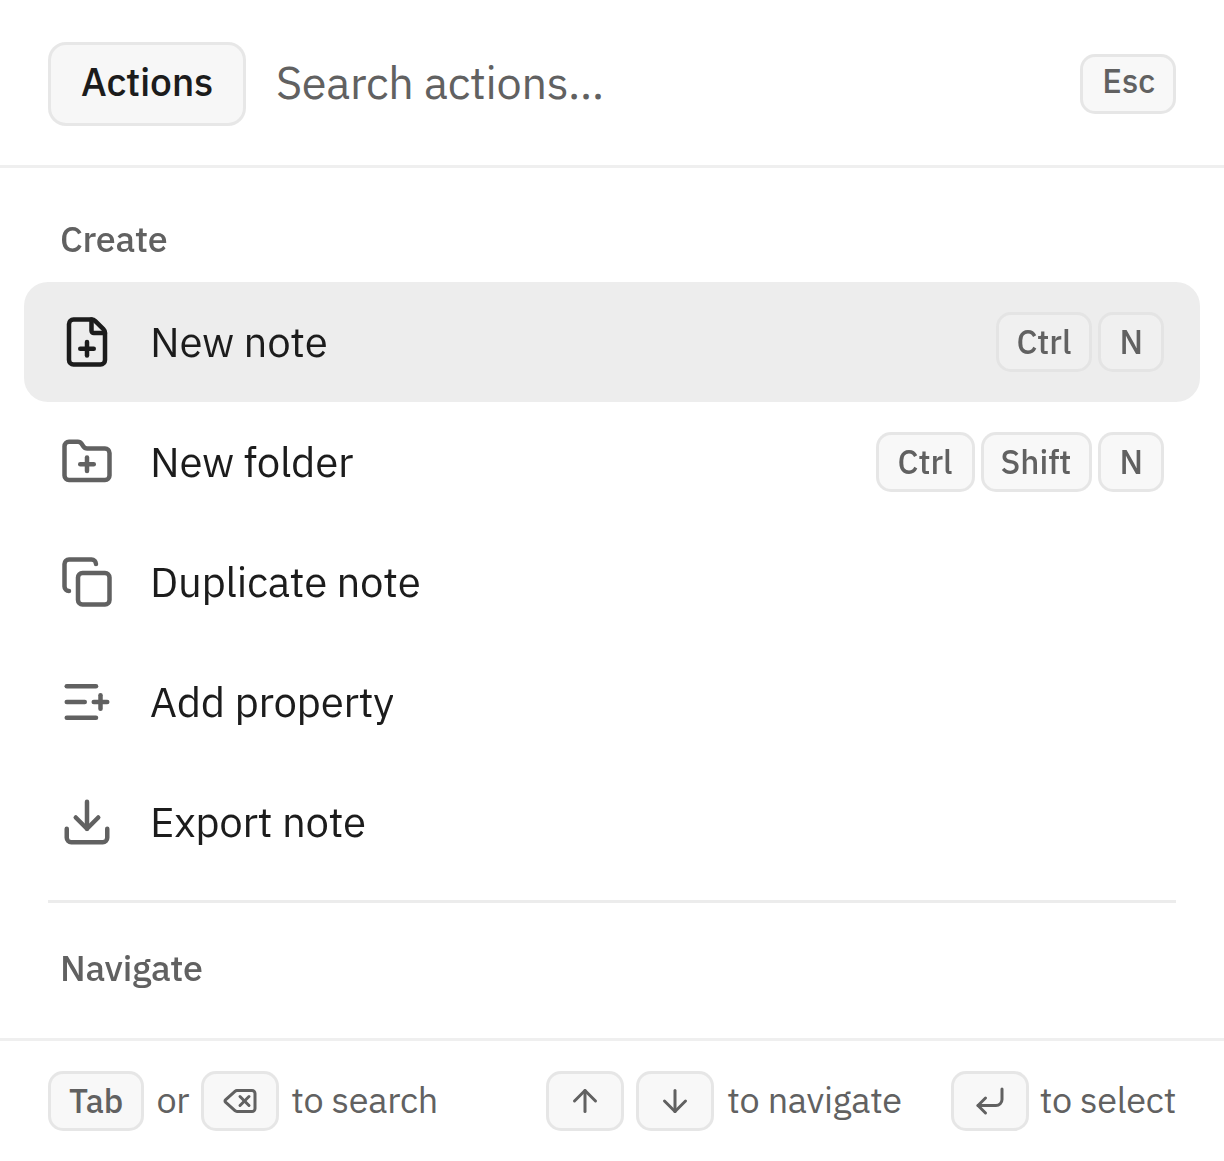 Actions Search actions... Esc
Create
New note Ctrl N
New folder Ctrl Shift N
Duplicate note
Add property
Export note
Navigate
Tab or to search to navigate to select